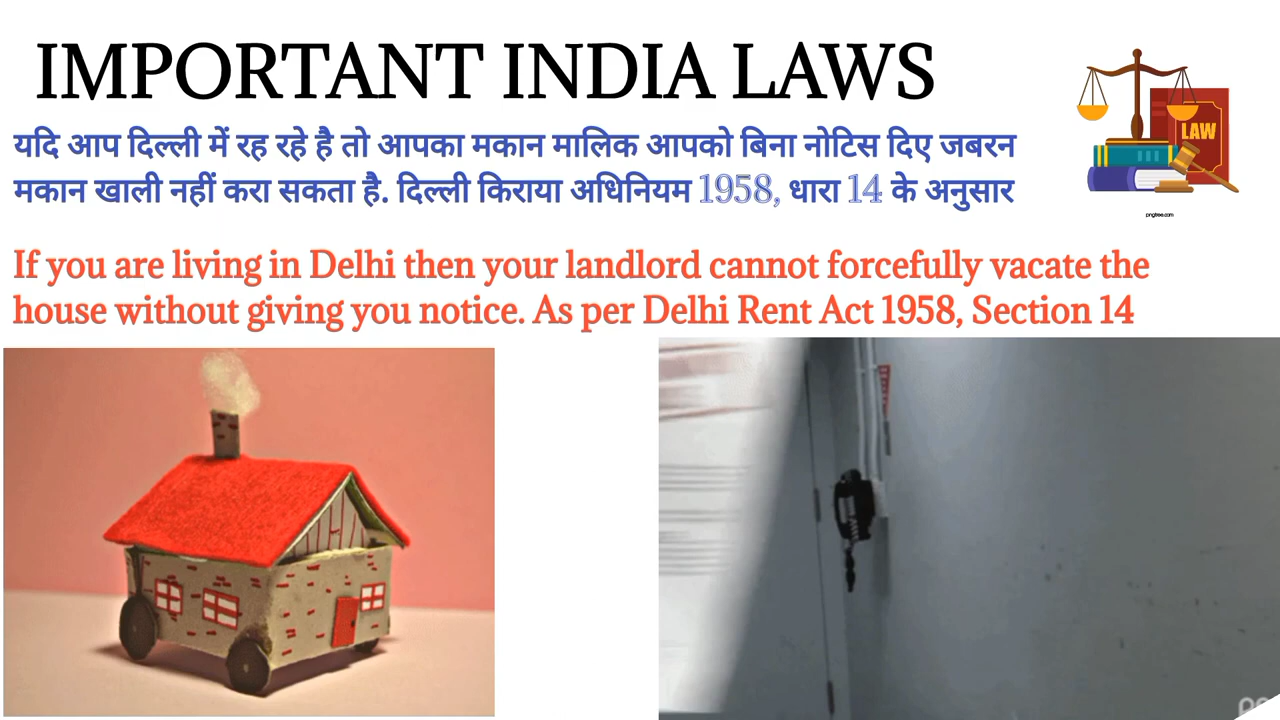 IMPORTANT INDIA LAWS
यदि आप दिल्ली में रह रहे है तो आपका मकान मालिक आपको बिना नोटिस दिए जबरन
मकान खाली नहीं करा सकता है. दिल्ली किराया अधिनियम 1958, धारा 14 के अनुसार
LAW
pngtree.com
If you are living in Delhi then your landlord cannot forcefully vacate the
house without giving you notice. As per Delhi Rent Act 1958, Section 14